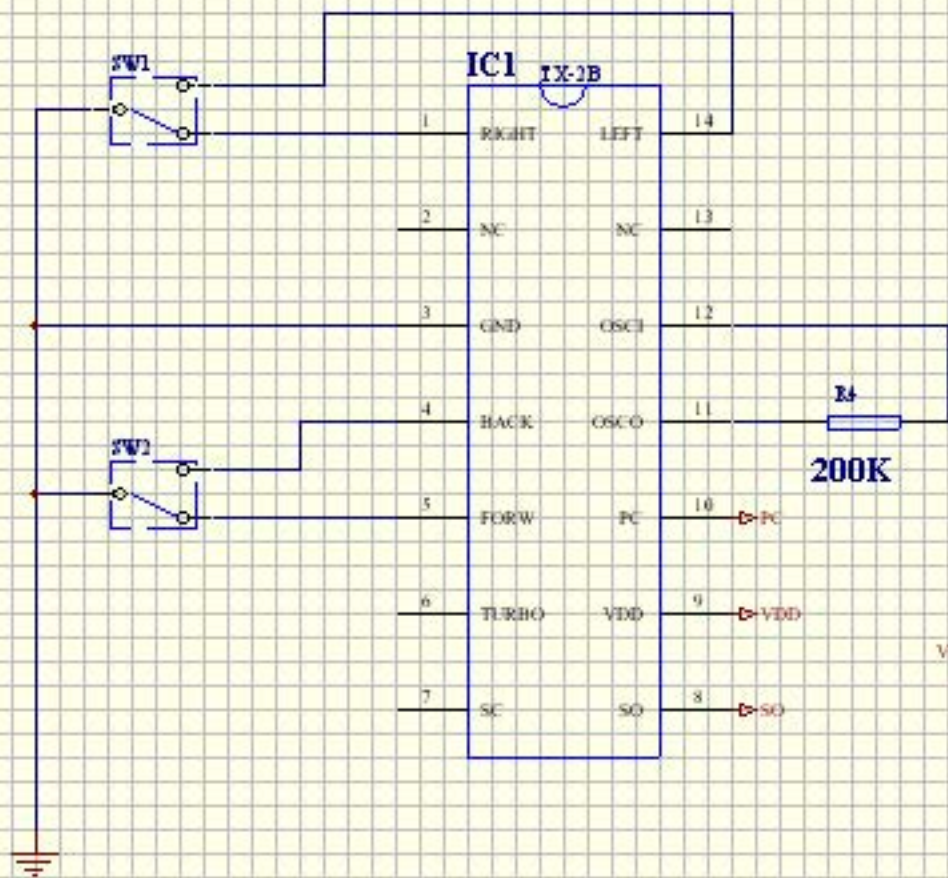 SW1
IC1 TX-2B
1 RIGHT LEFT 14
2 NC NC 13
3 GND OSCI 12
R4
4 BACK OSCO 11
SW2
200K
5 FORW PC 10 PC
6 TURBO VDD 9 VDD
V
7 SC SO 8 SO